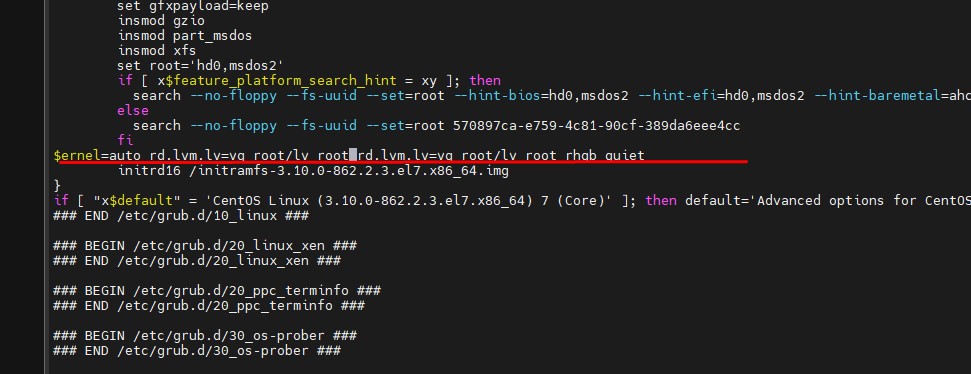 set gfxpayload=keep
insmod gzio
insmod part_msdos
insmod xfs
set root='hd0,msdos2'
if [ x$feature_platform_search_hint = xy ]; then
search --no-floppy --fs-uuid --set=root --hint-bios=hd0,msdos2 --hint-efi=hd0,msdos2 --hint-baremetal=ahc
else
search --no-floppy --fs-uuid --set=root 570897ca-e759-4c81-90cf-389da6eee4cc
fi
$ernel=auto rd.lvm.lv=vg_root/lv_root rd.lvm.lv=vg_root/lv_root rhgb quiet
initrd16 /initramfs-3.10.0-862.2.3.el7.x86_64.img
}
if [ "x$default" = 'CentOS Linux (3.10.0-862.2.3.el7.x86_64) 7 (Core)' ]; then default='Advanced options for CentOS
### END /etc/grub.d/10_linux ###
### BEGIN /etc/grub.d/20_linux_xen ###
### END /etc/grub.d/20_linux_xen ###
### BEGIN /etc/grub.d/20_ppc_terminfo ###
### END /etc/grub.d/20_ppc_terminfo ###
### BEGIN /etc/grub.d/30_os-prober ###
### END /etc/grub.d/30_os-prober ###